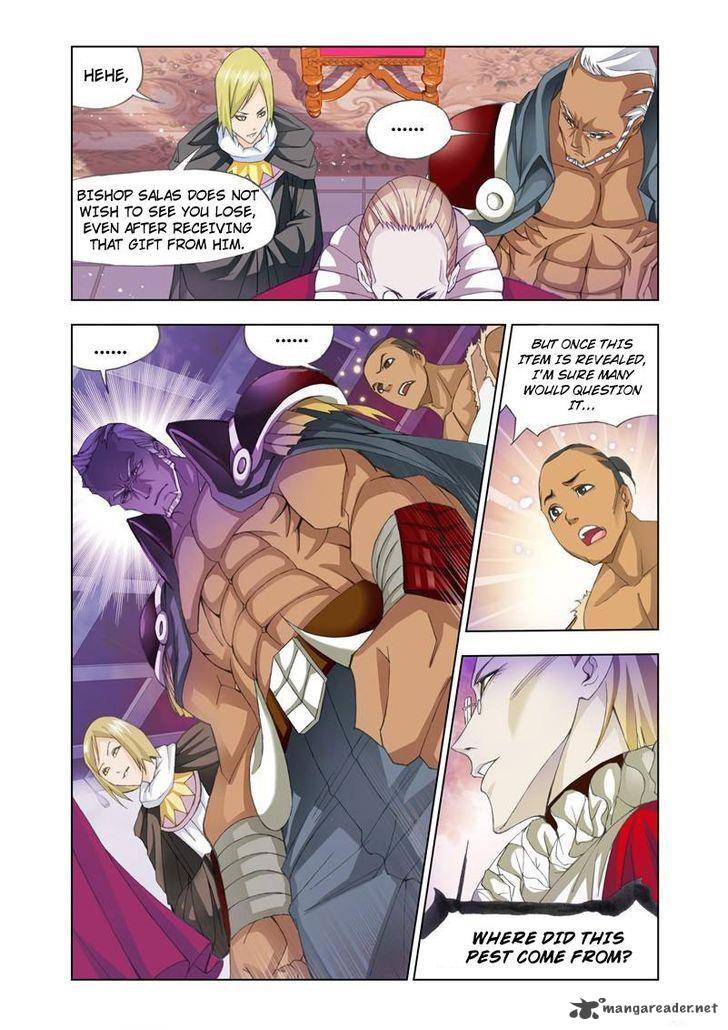 HEHE,
BISHOP SALAS DOES NOT
WISH TO SEE YOU LOSE,
EVEN AFTER RECEIVING
THAT GIFT FROM HIM.
......
......
......
BUT ONCE THIS
ITEM IS REVEALED,
I'M SURE MANY
WOULD QUESTION
IT...
WHERE DID THIS
PEST COME FROM?
mangareader.net